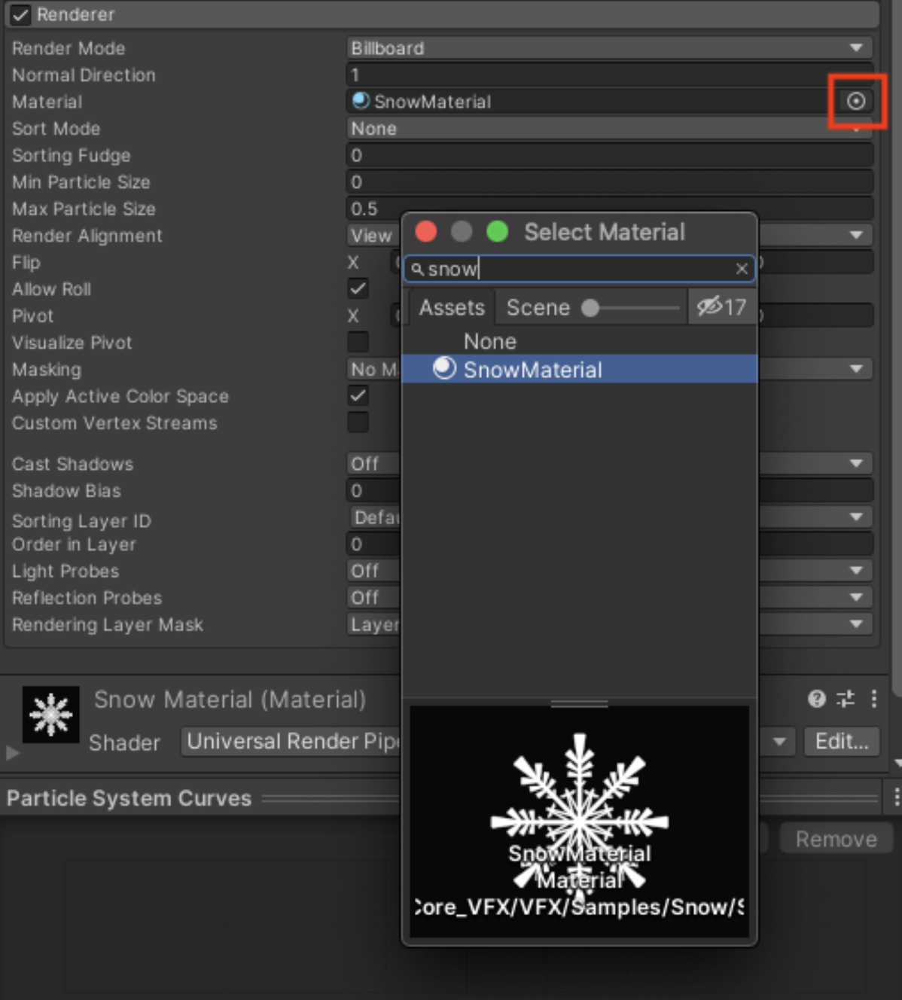 Renderer
Render Mode Billboard
Normal Direction 1
Material SnowMaterial
Sort Mode None
Sorting Fudge 0
Min Particle Size 0
Max Particle Size 0.5
Render Alignment View
Flip X
Allow Roll
Pivot X
Visualize Pivot
Masking No M
Apply Active Color Space
Custom Vertex Streams
Cast Shadows Off
Shadow Bias 0
Sorting Layer ID Defau
Order in Layer 0
Light Probes Off
Reflection Probes Off
Rendering Layer Mask Layer
Select Material
snow
Assets Scene 17
None
SnowMaterial
SnowMaterial
Material
Core_VFX/VFX/Samples/Snow/S
Snow Material (Material)
Shader Universal Render Pipe Edit...
Particle System Curves
Remove